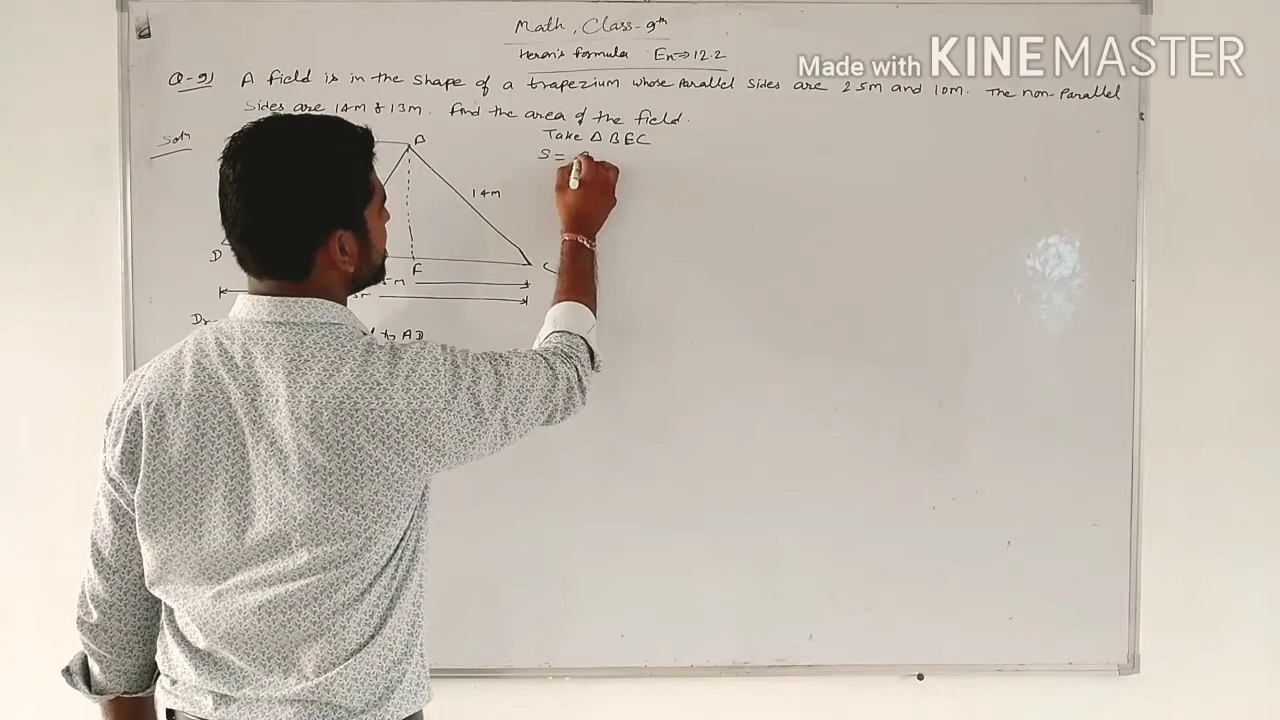 Made with KINEMASTER
Math, Class-9th
Heron's formula Ex⇒12.2
Q-9) A field is in the shape of a trapezium whose Parallel sides are 25m and 10m. The non-Parallel
sides are 14m & 13m. Find the area of the field.
Soln
Take Δ BEC
S =
B
14m
D
F
C
m
m
to AD